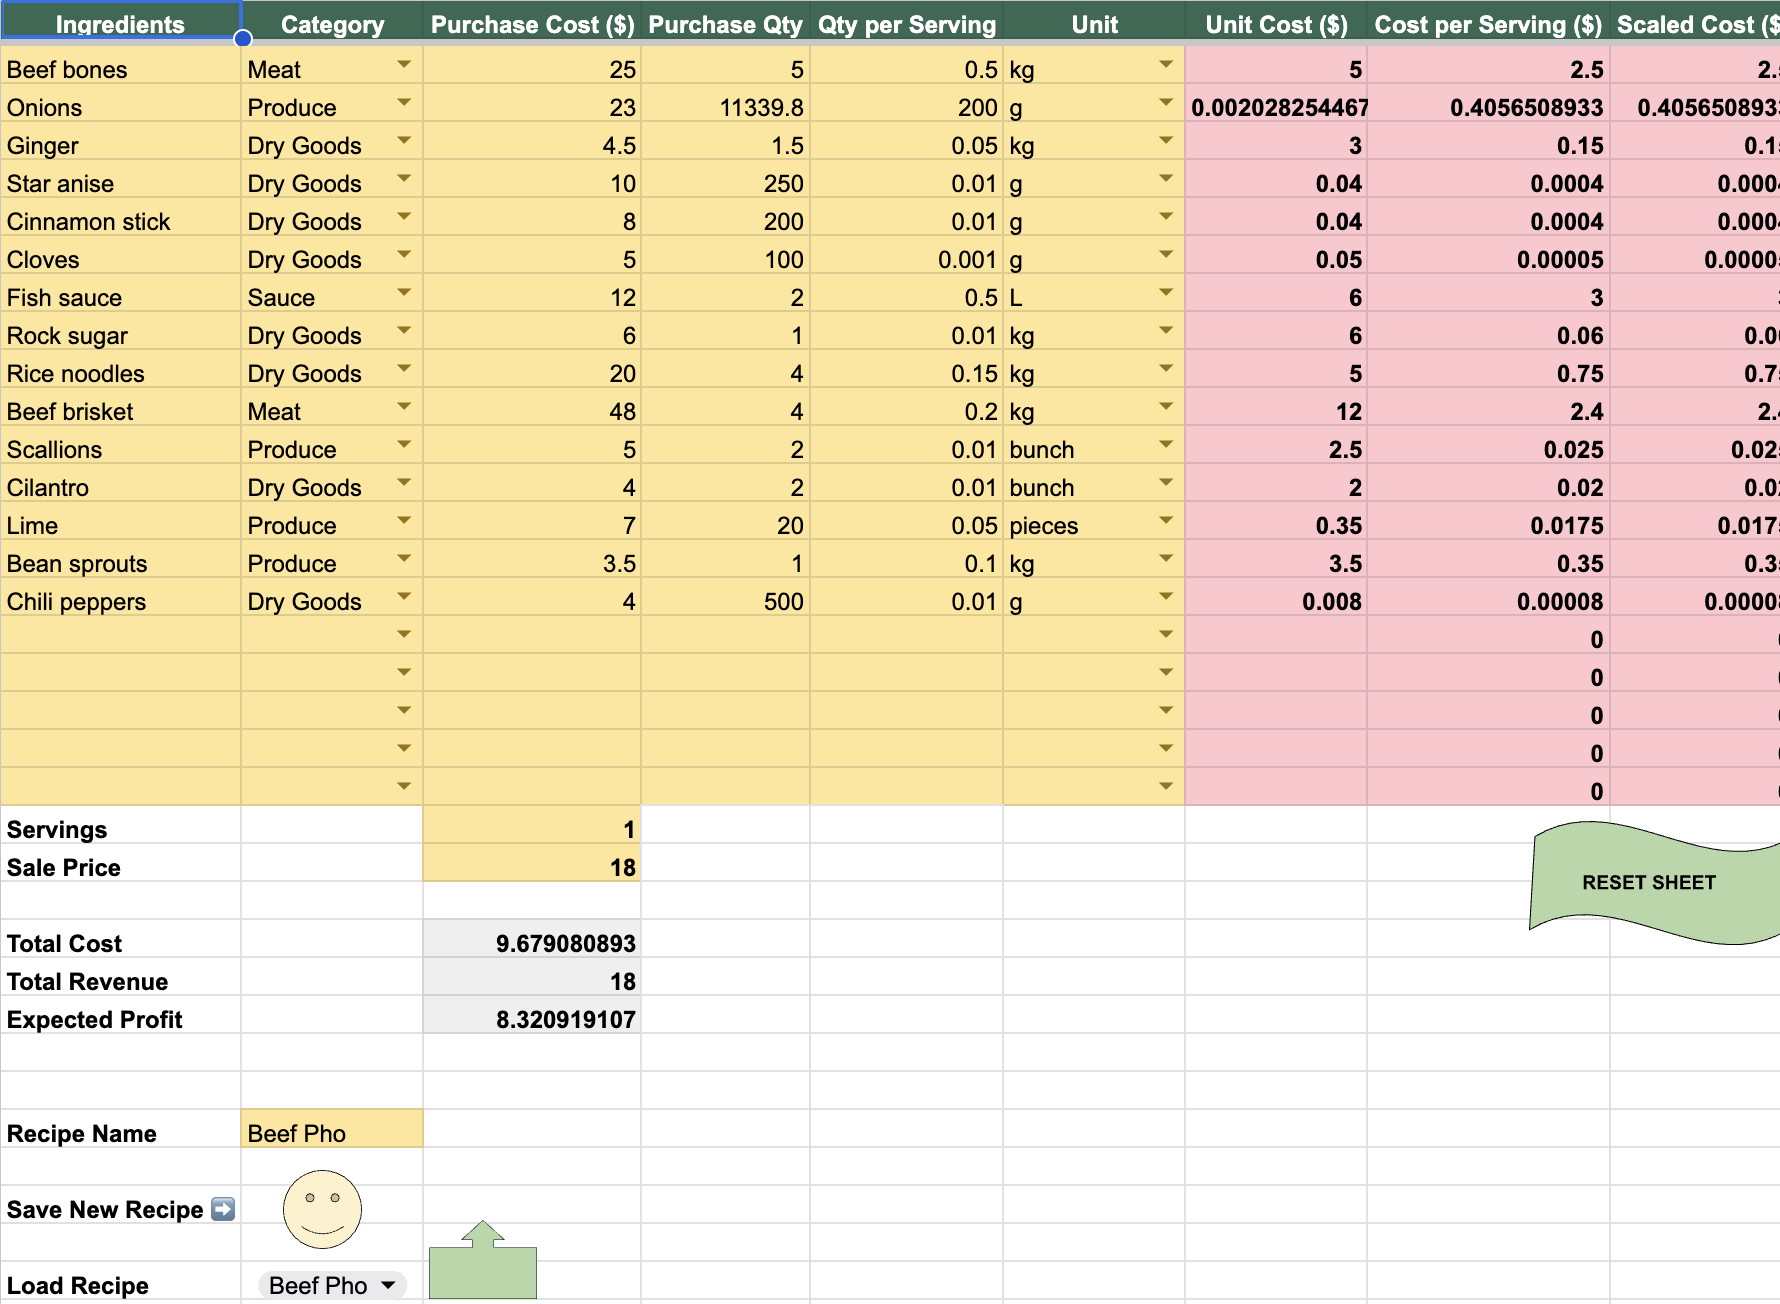 Ingredients Category Purchase Cost ($) Purchase Qty Qty per Serving Unit Unit Cost ($) Cost per Serving ($) Scaled Cost ($
Beef bones Meat 25 5 0.5 kg 5 2.5
Onions Produce 23 11339.8 200 g 0.002028254467 0.4056508933 0.405650893
Ginger Dry Goods 4.5 1.5 0.05 kg 3 0.15
Star anise Dry Goods 10 250 0.01 g 0.04 0.0004 0.000
Cinnamon stick Dry Goods 8 200 0.01 g 0.04 0.0004 0.000
Cloves Dry Goods 5 100 0.001 g 0.05 0.00005 0.0000
Fish sauce Sauce 12 2 0.5 L 6 3
Rock sugar Dry Goods 6 1 0.01 kg 6 0.06
Rice noodles Dry Goods 20 4 0.15 kg 5 0.75 0.7
Beef brisket Meat 48 4 0.2 kg 12 2.4 2.
Scallions Produce 5 2 0.01 bunch 2.5 0.025 0.02
Cilantro Dry Goods 4 2 0.01 bunch 2 0.02 0.0
Lime Produce 7 20 0.05 pieces 0.35 0.0175 0.017
Bean sprouts Produce 3.5 1 0.1 kg 3.5 0.35 0.3
Chili peppers Dry Goods 4 500 0.01 g 0.008 0.00008 0.0000
0
0
0
0
0
Servings 1
Sale Price 18
RESET SHEET
Total Cost 9.679080893
Total Revenue 18
Expected Profit 8.320919107
Recipe Name Beef Pho
Save New Recipe ➡️
Load Recipe Beef Pho